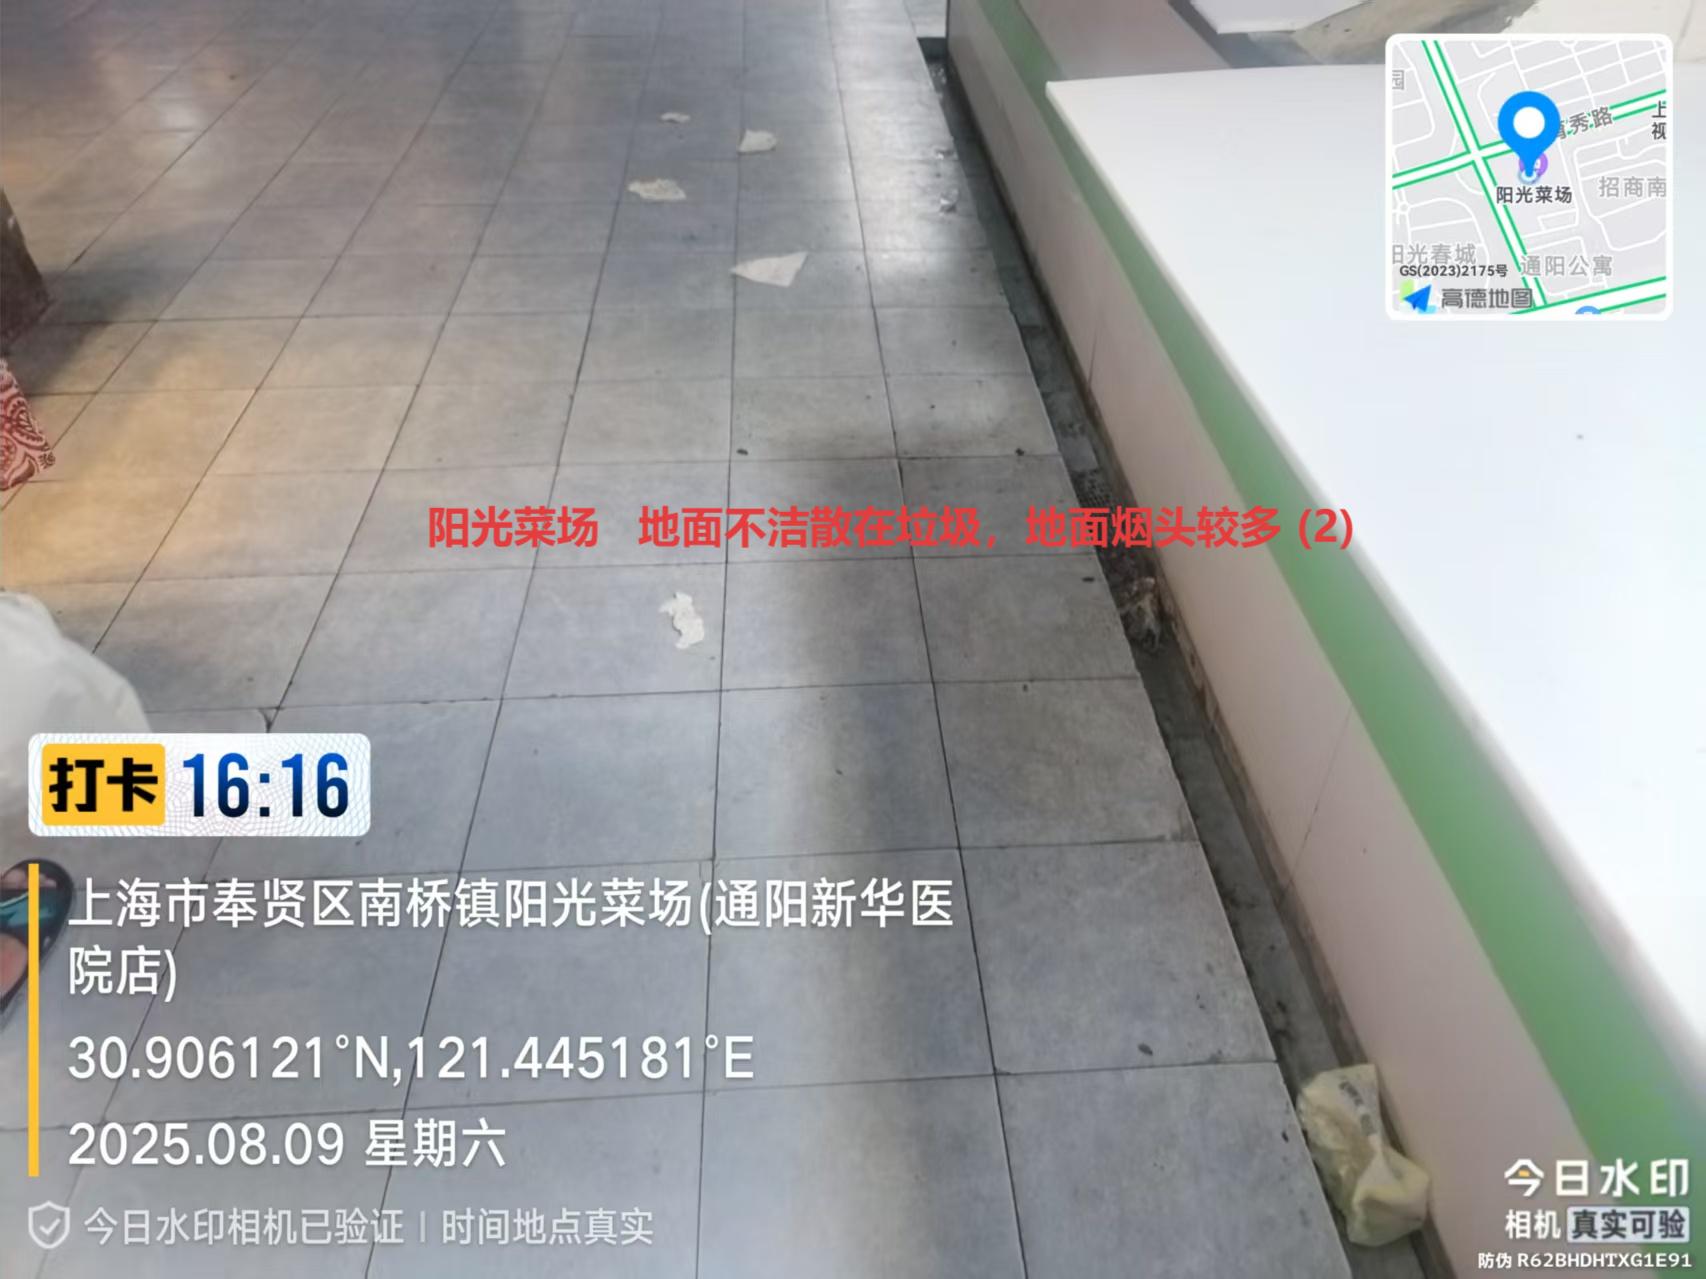 上
视
秀路
阳光菜场
招商南
阳光春城
GS(2023)2175号
通阳公寓
高德地图
阳光菜场 地面不洁散在垃圾，地面烟头较多 (2)
打卡 16:16
上海市奉贤区南桥镇阳光菜场(通阳新华医
院店)
30.906121°N,121.445181°E
2025.08.09 星期六
今日水印相机已验证 | 时间地点真实
今日水印
相机 真实可验
防伪 R62BHDHTXG1E91